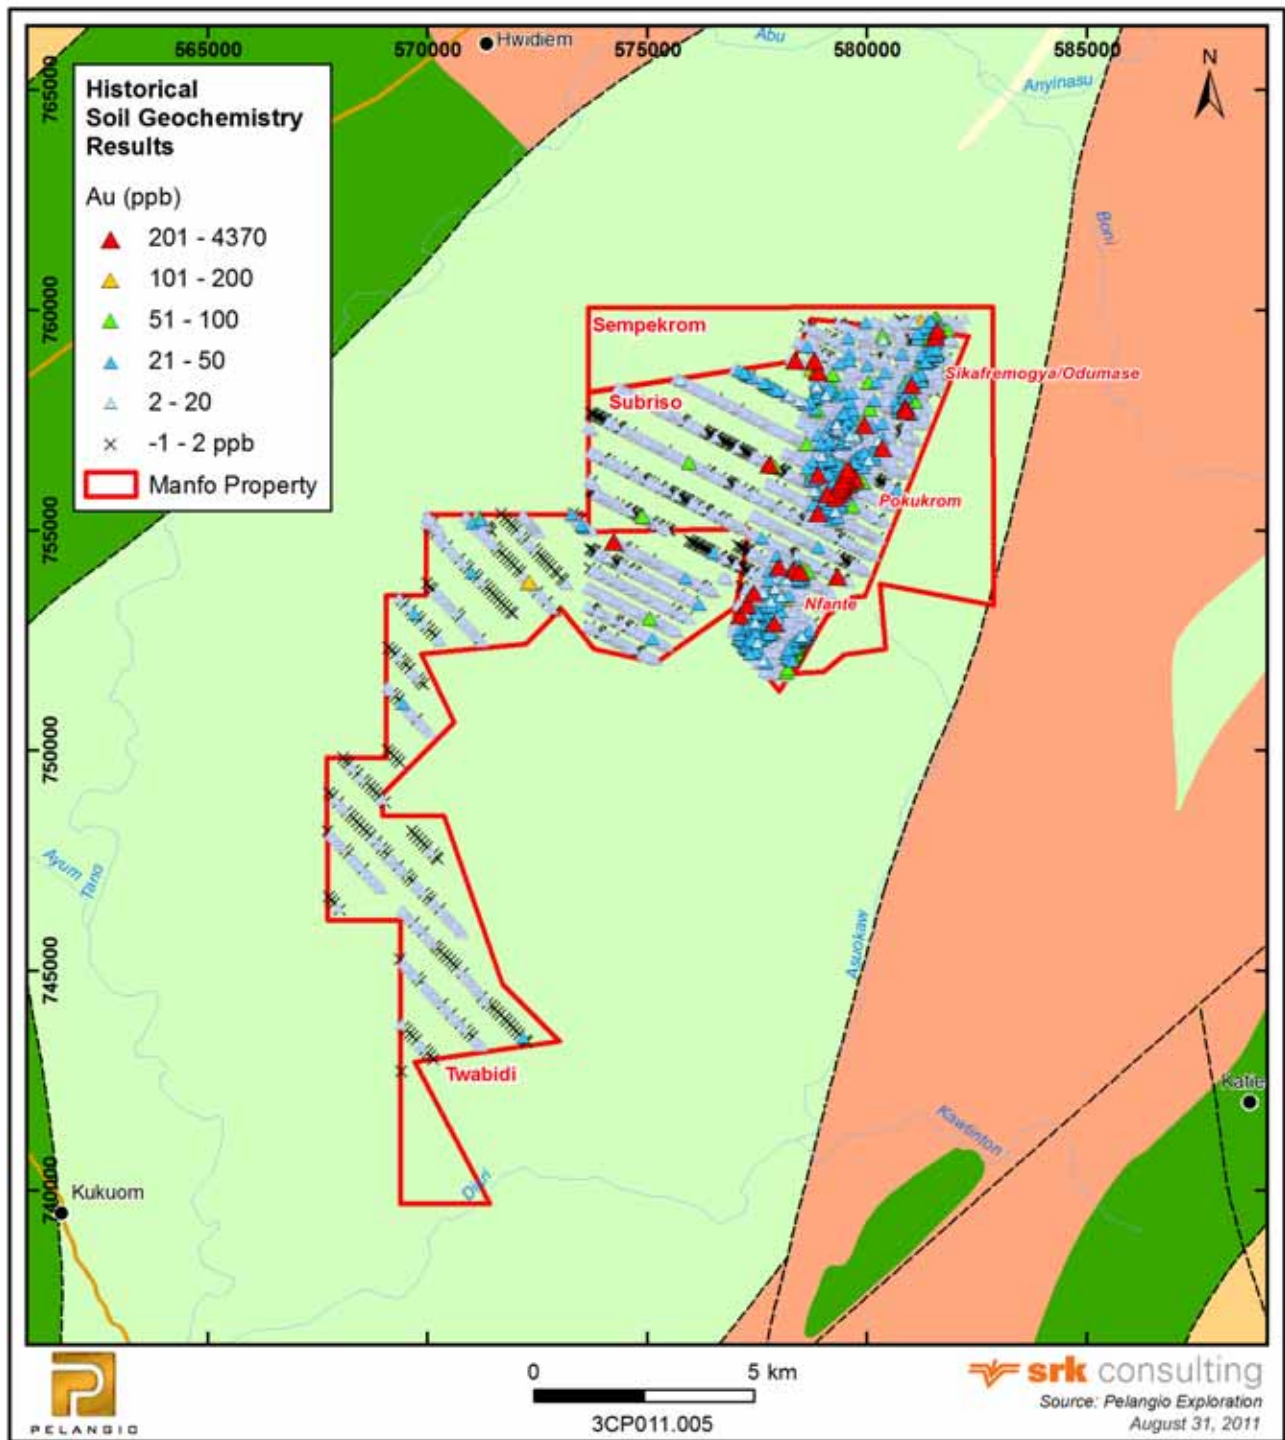 565000
570000
575000
580000
585000
Hwidiem
Abu
Anyinasu
N
765000
760000
755000
750000
745000
740000
Historical
Soil Geochemistry
Results
Au (ppb)
201 - 4370
101 - 200
51 - 100
21 - 50
2 - 20
-1 - 2 ppb
Manfo Property
Boni
Sempekrom
Sikafremogya/Odumase
Subriso
Pokukrom
Nfante
Ayum
Tano
Asuokaw
Twabidi
Katie
Kawtinton
Kukuom
0
5 km
3CP011.005
PELANGIO
srk consulting
Source: Pelangio Exploration
August 31, 2011